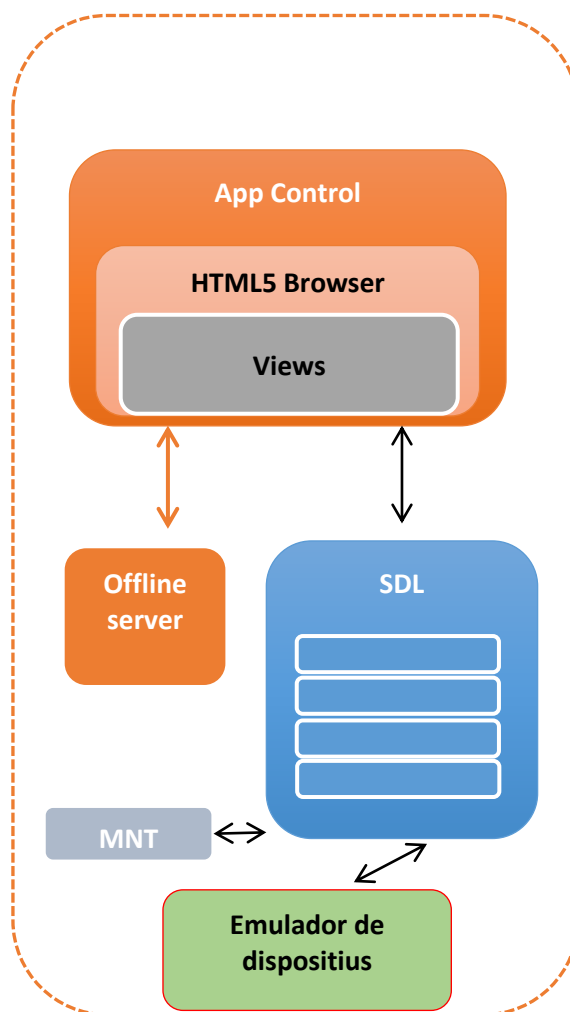 App Control
HTML5 Browser
Views
Offline
server
SDL
MNT
Emulador de
dispositius